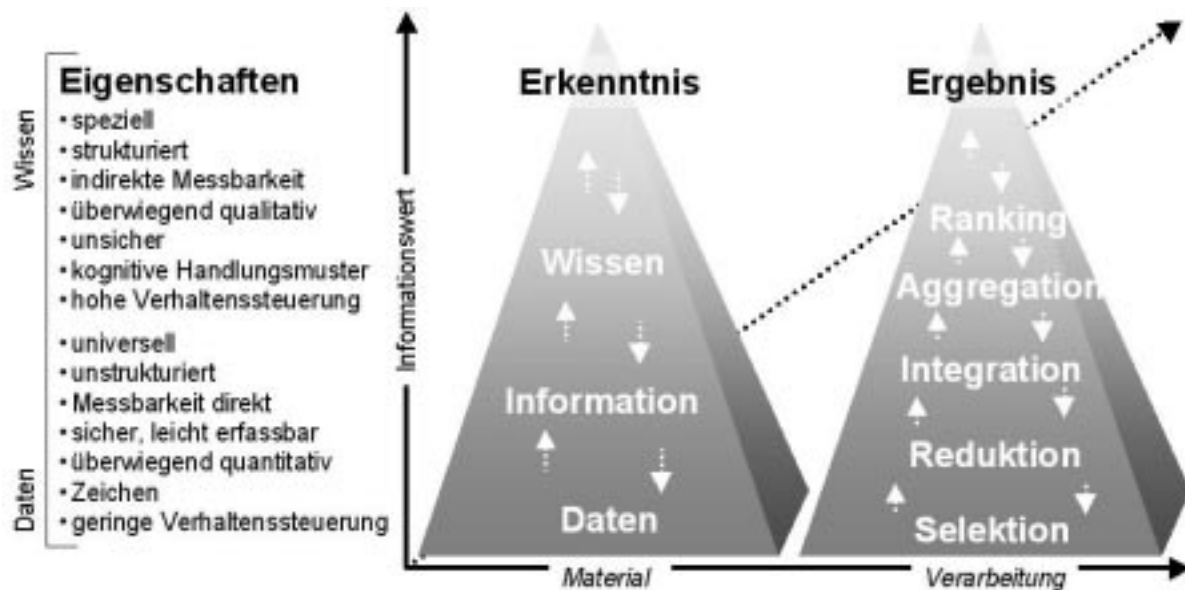 Wissen
Daten
Eigenschaften
• speziell
• strukturiert
• indirekte Messbarkeit
• überwiegend qualitativ
• unsicher
• kognitive Handlungsmuster
• hohe Verhaltenssteuerung
• universell
• unstrukturiert
• Messbarkeit direkt
• sicher, leicht erfassbar
• überwiegend quantitativ
• Zeichen
• geringe Verhaltenssteuerung
Informationswert
Erkenntnis
Wissen
Information
Daten
Material
Ergebnis
Ranking
Aggregation
Integration
Reduktion
Selektion
Verarbeitung